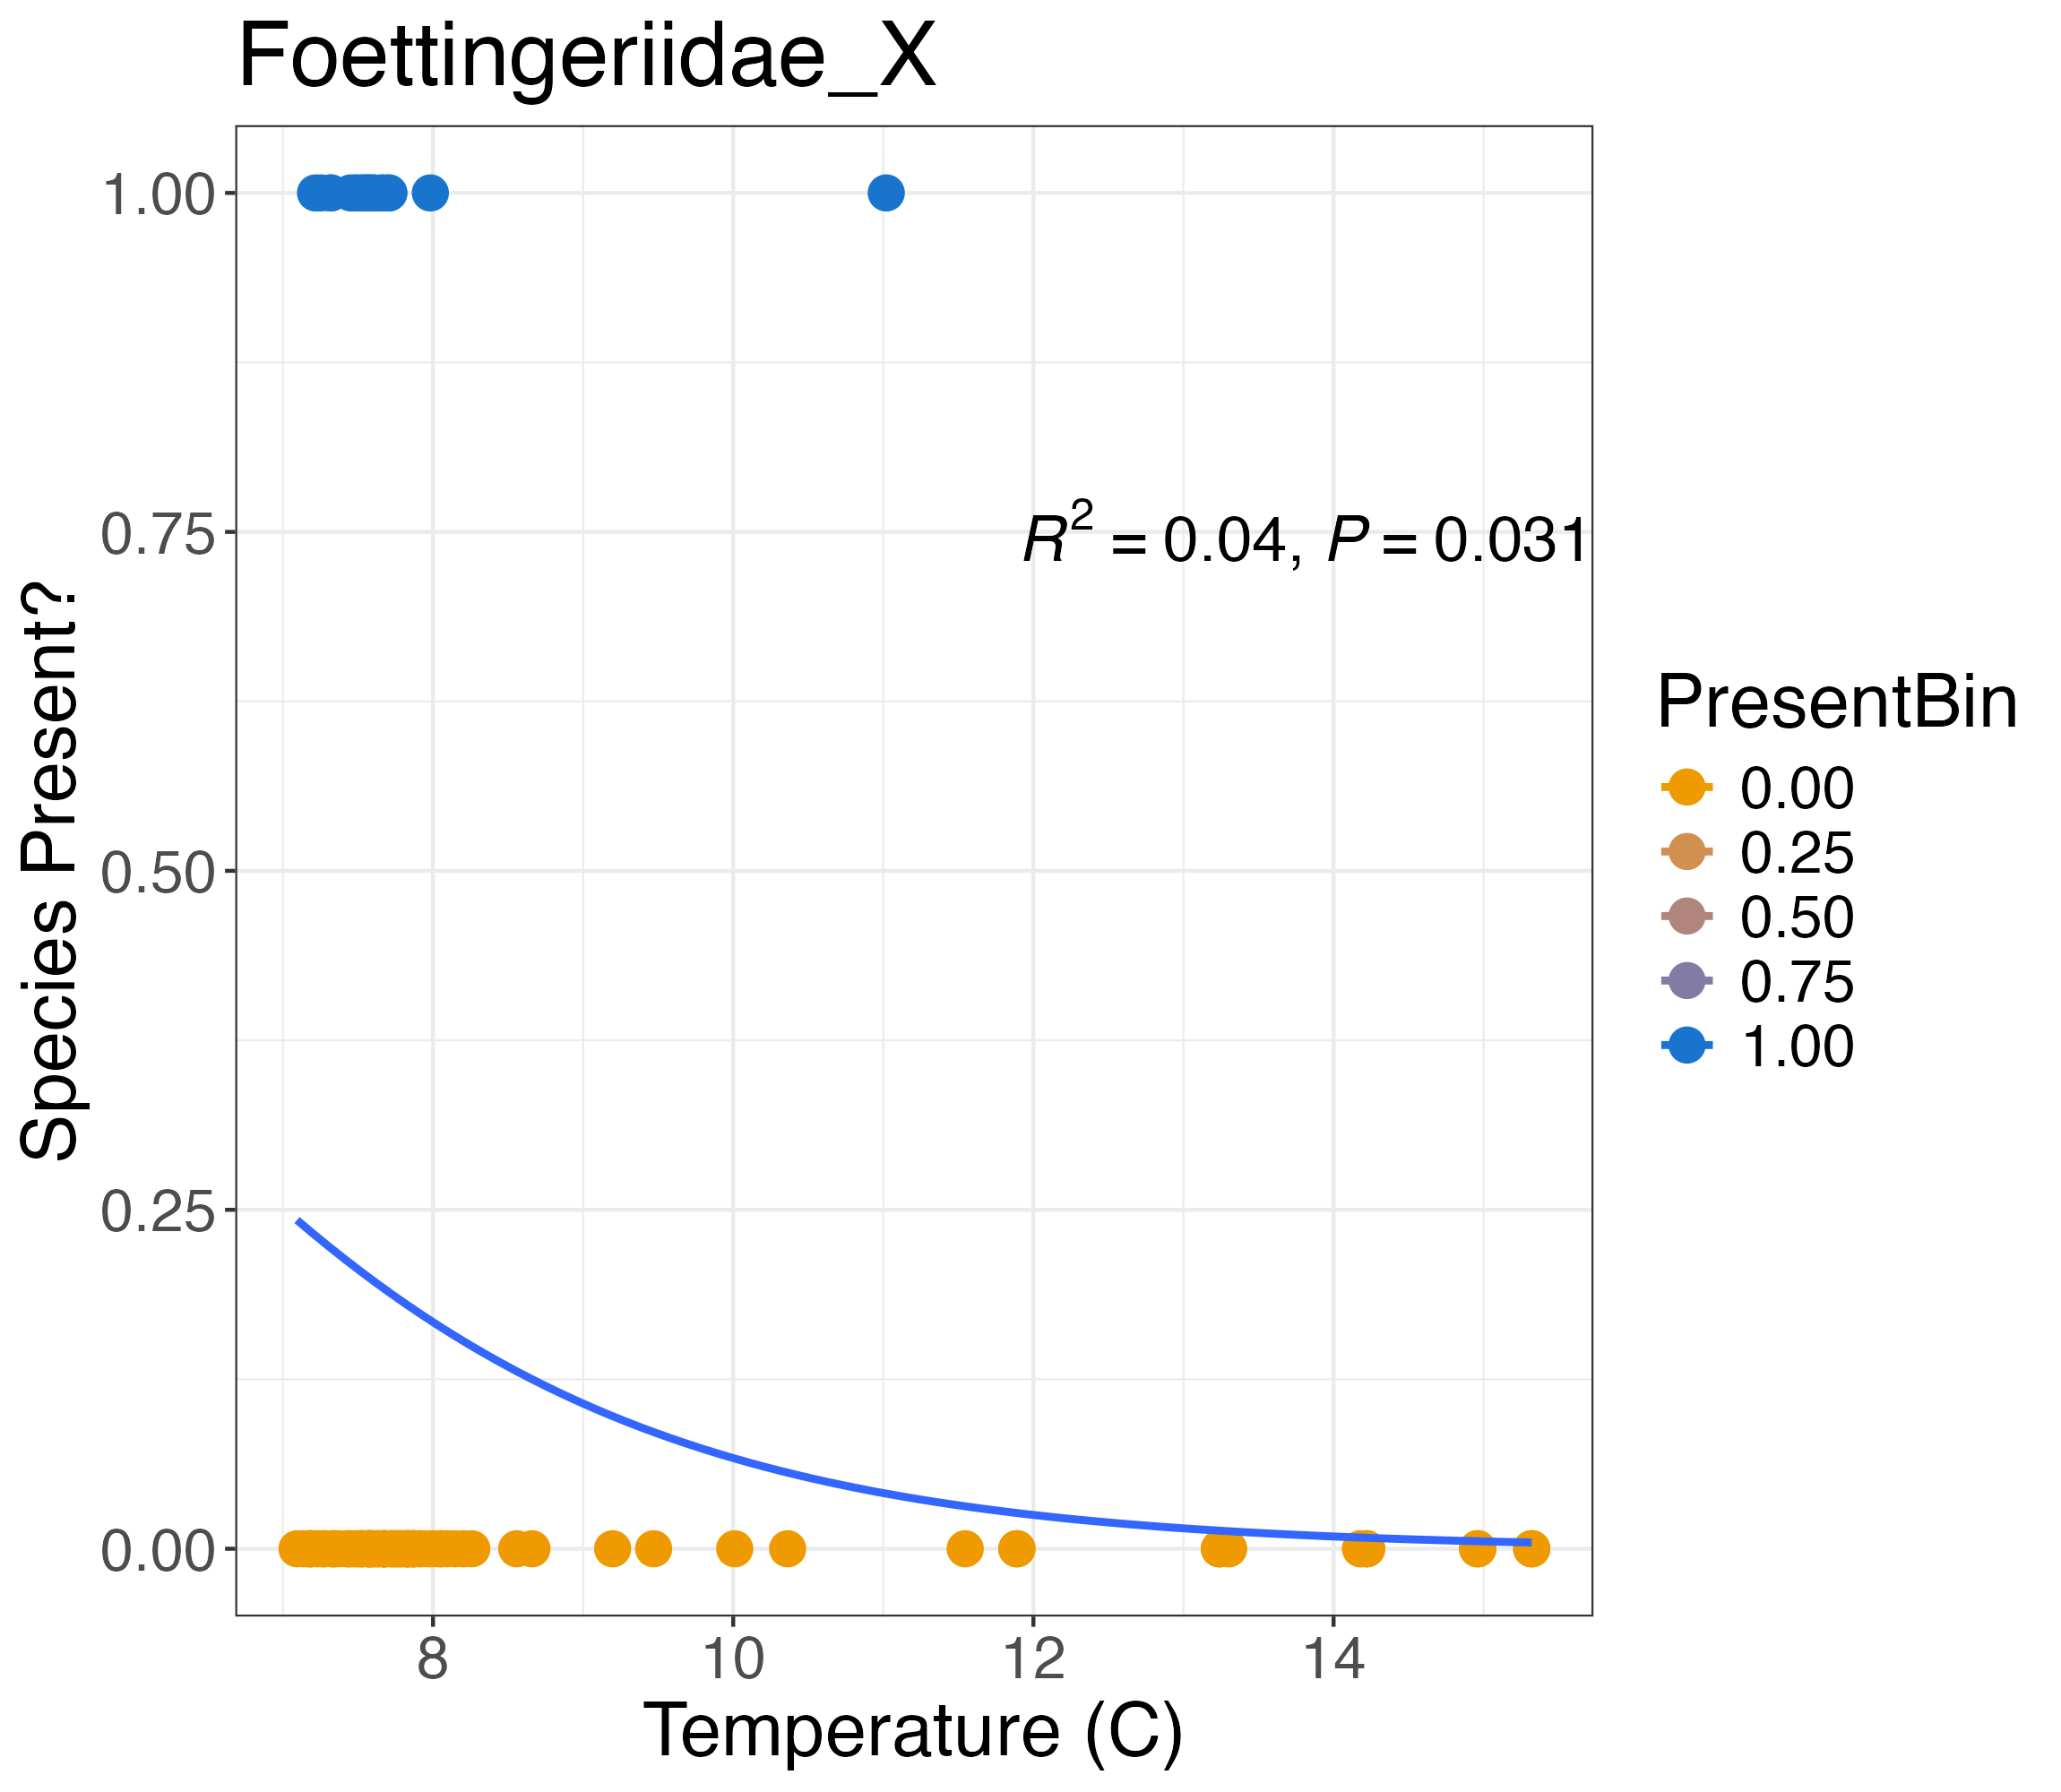 Foettingeriidae_X
1.00
0.75
0.50
0.25
0.00
Species Present?
R² = 0.04, P = 0.031
8 10 12 14
Temperature (C)
PresentBin
0.00
0.25
0.50
0.75
1.00